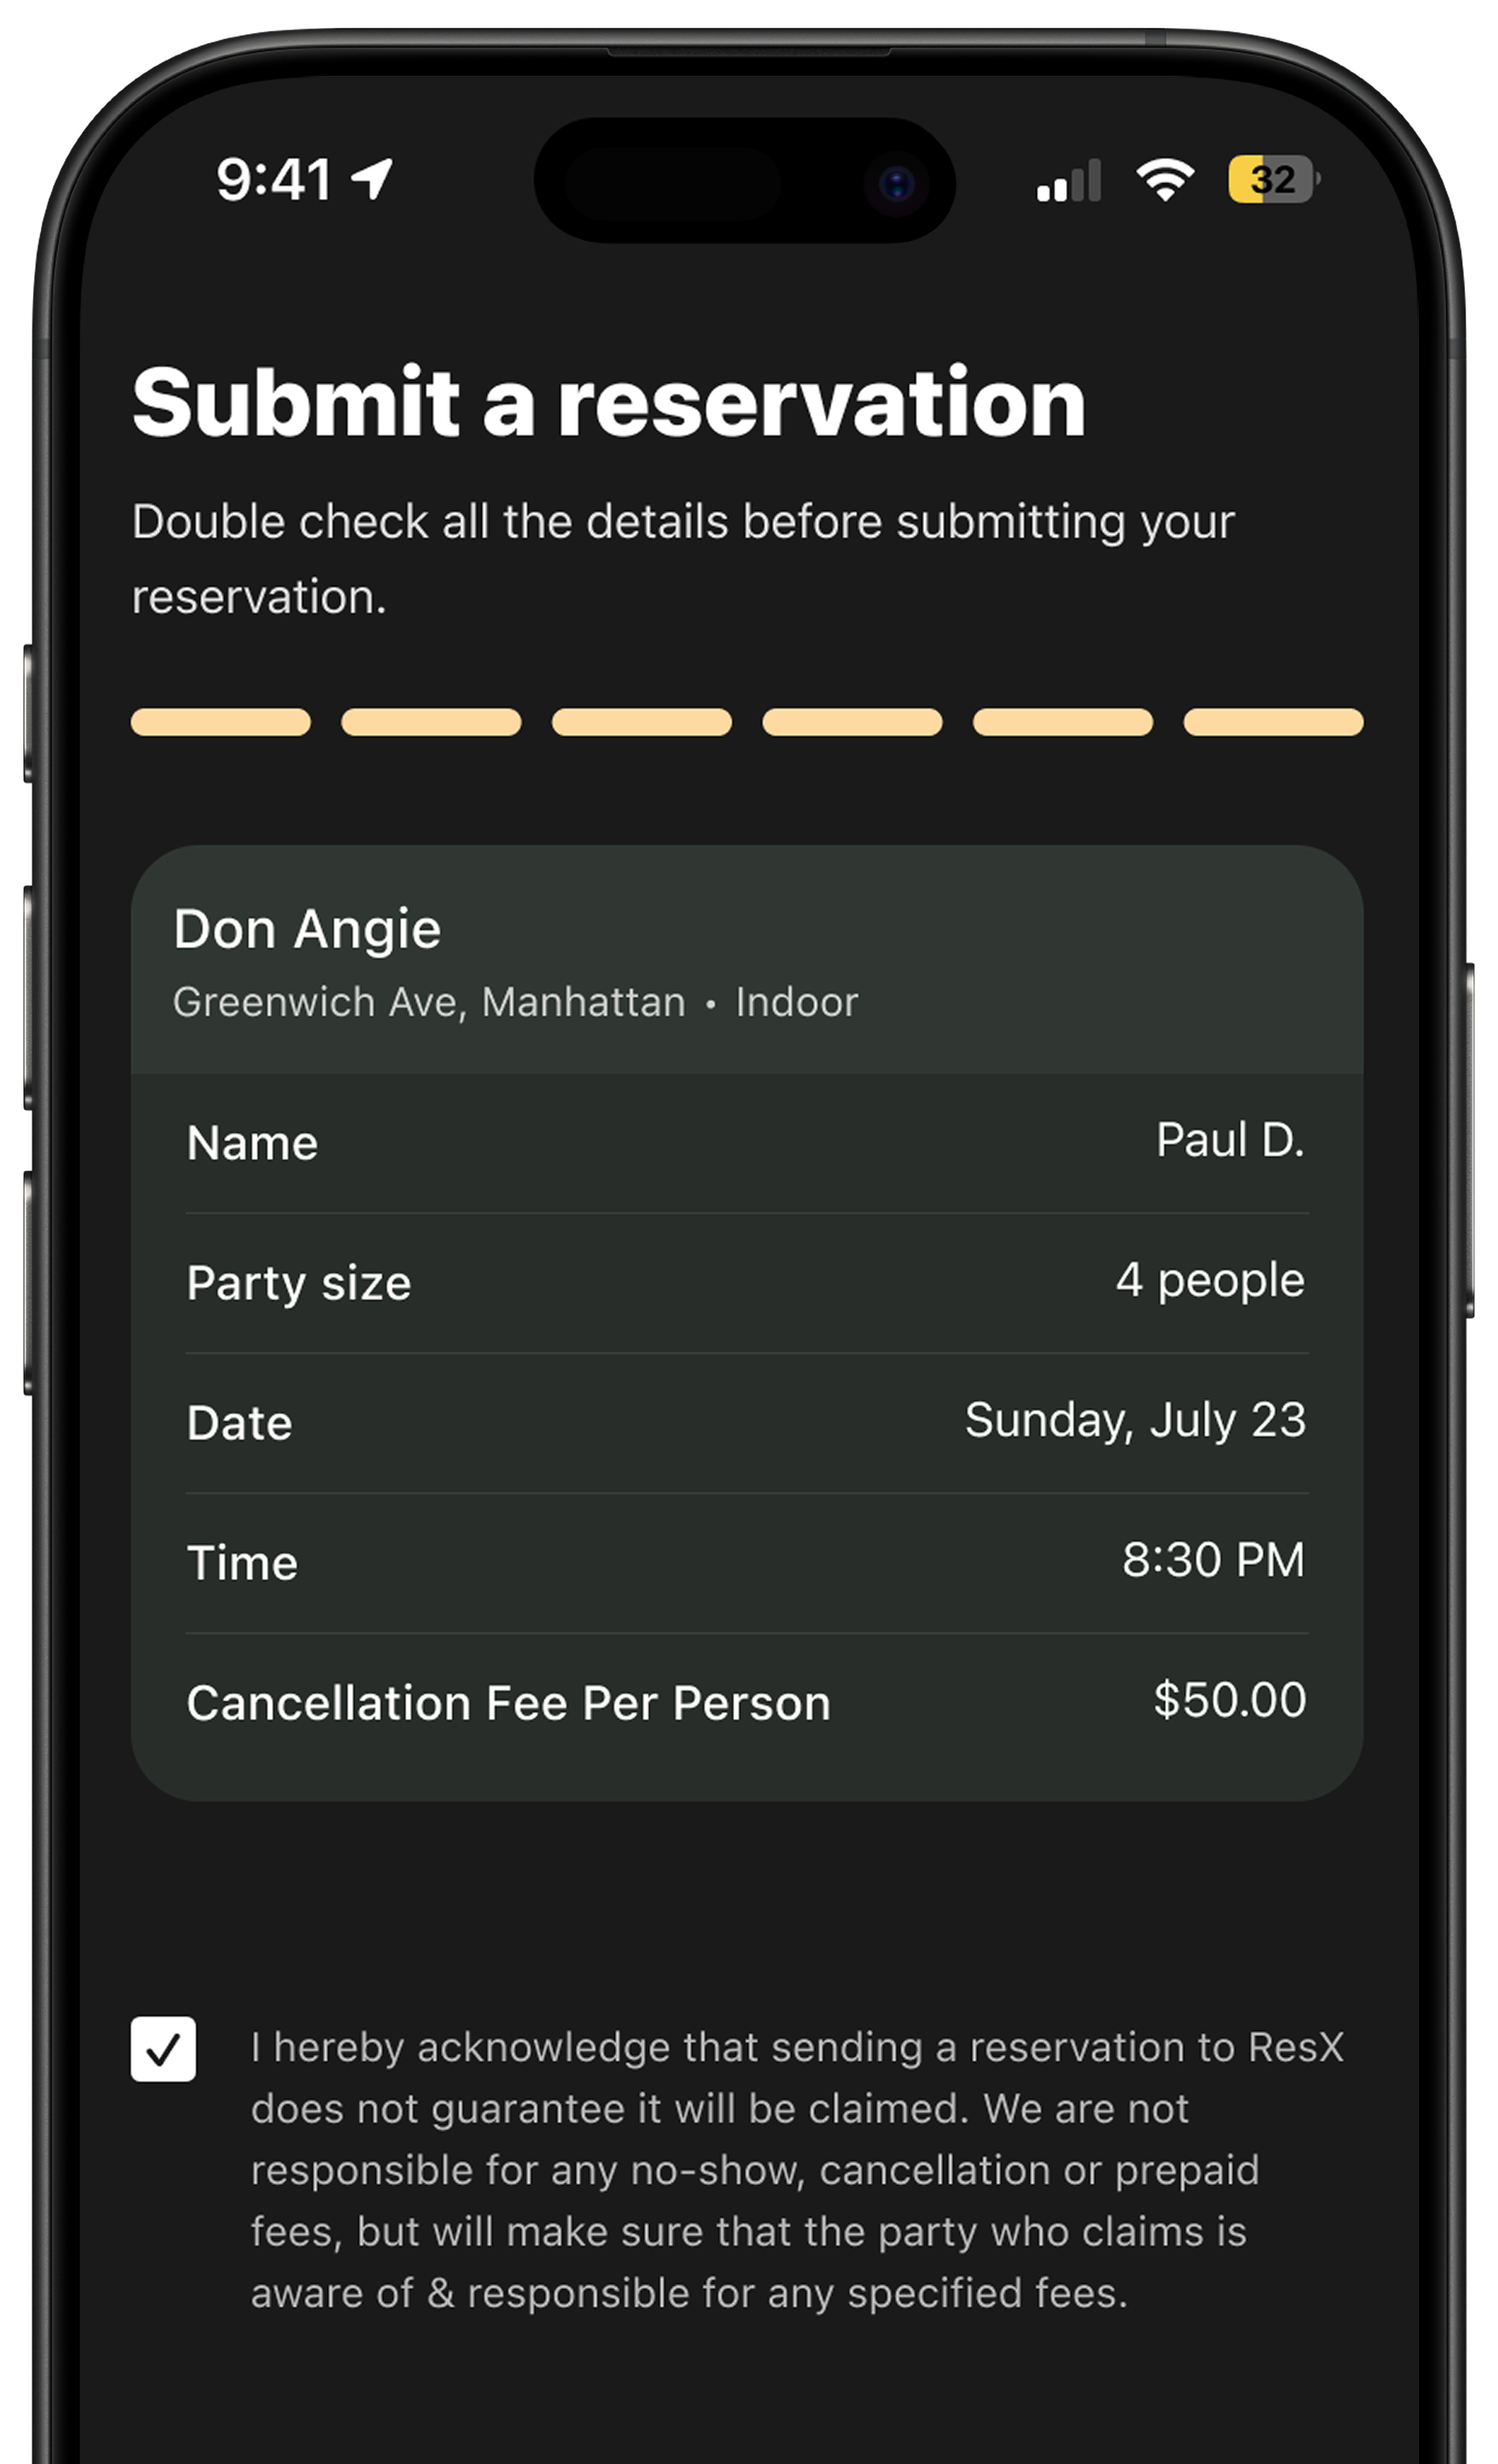 9:41
32
Submit a reservation
Double check all the details before submitting your
reservation.
Don Angie
Greenwich Ave, Manhattan • Indoor
Name Paul D.
Party size 4 people
Date Sunday, July 23
Time 8:30 PM
Cancellation Fee Per Person $50.00
I hereby acknowledge that sending a reservation to ResX
does not guarantee it will be claimed. We are not
responsible for any no-show, cancellation or prepaid
fees, but will make sure that the party who claims is
aware of & responsible for any specified fees.